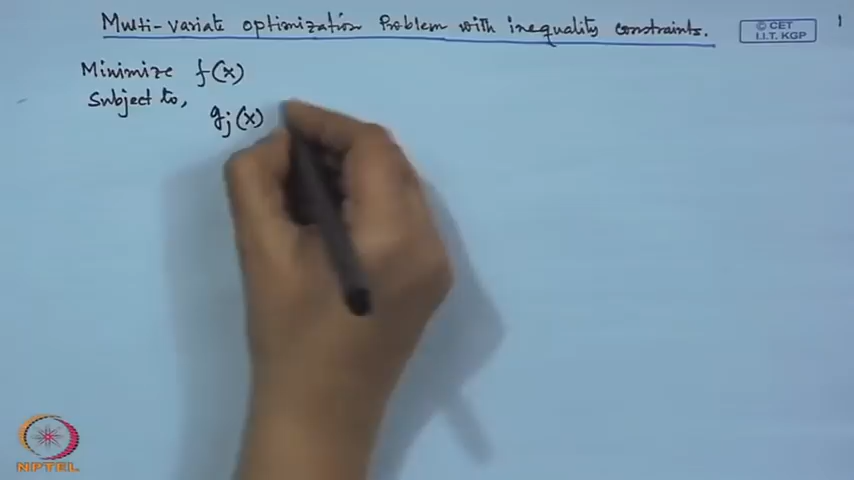 Multi-variate optimization Problem with inequality constraints.
© CET
I.I.T. KGP
1
Minimize f(x)
Subject to,
gj(x)
NPTEL